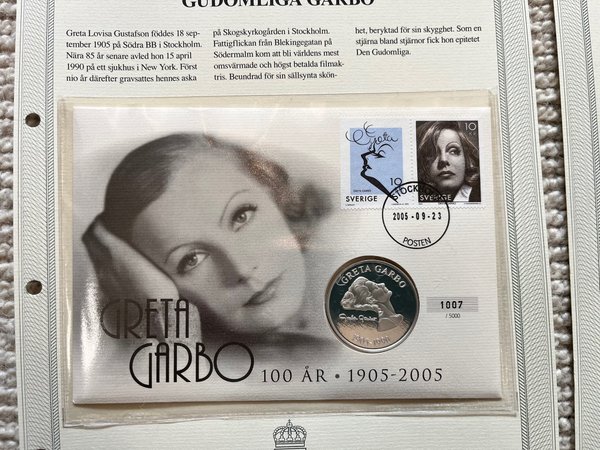 GUDOMLIGA GARBO
Greta Lovisa Gustafson föddes 18 sep-
tember 1905 på Södra BB i Stockholm.
Nära 85 år senare avled hon 15 april
1990 på ett sjukhus i New York. Först
nio år därefter gravsattes hennes aska
på Skogskyrkogården i Stockholm.
Fattigflickan från Blekingegatan på
Södermalm kom att bli världens mest
omsvärmade och högst betalda filmak-
tris. Beundrad för sin sällsynta skön-
het, beryktad för sin skygghet. Som en
stjärna bland stjärnor fick hon epitetet
Den Gudomliga.
Greta
10
SVERIGE
10
SVERIGE
STOCKHOLM
2005-09-23
POSTEN
GRETA GARBO
Greta Garbo
1905-1990
1007
/ 5000
GRETA
GARBO
100 ÅR • 1905-2005